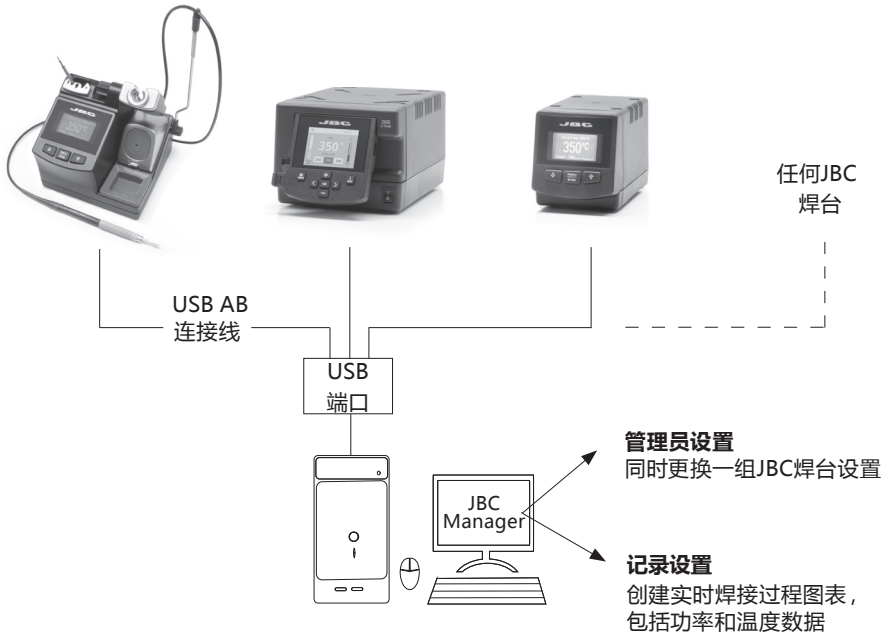 JBC
350°C
JBC
DDE
350°
JBC
350°C
任何JBC
焊台
USB AB
连接线
USB
端口
JBC
Manager
管理员设置
同时更换一组JBC焊台设置
记录设置
创建实时焊接过程图表，
包括功率和温度数据